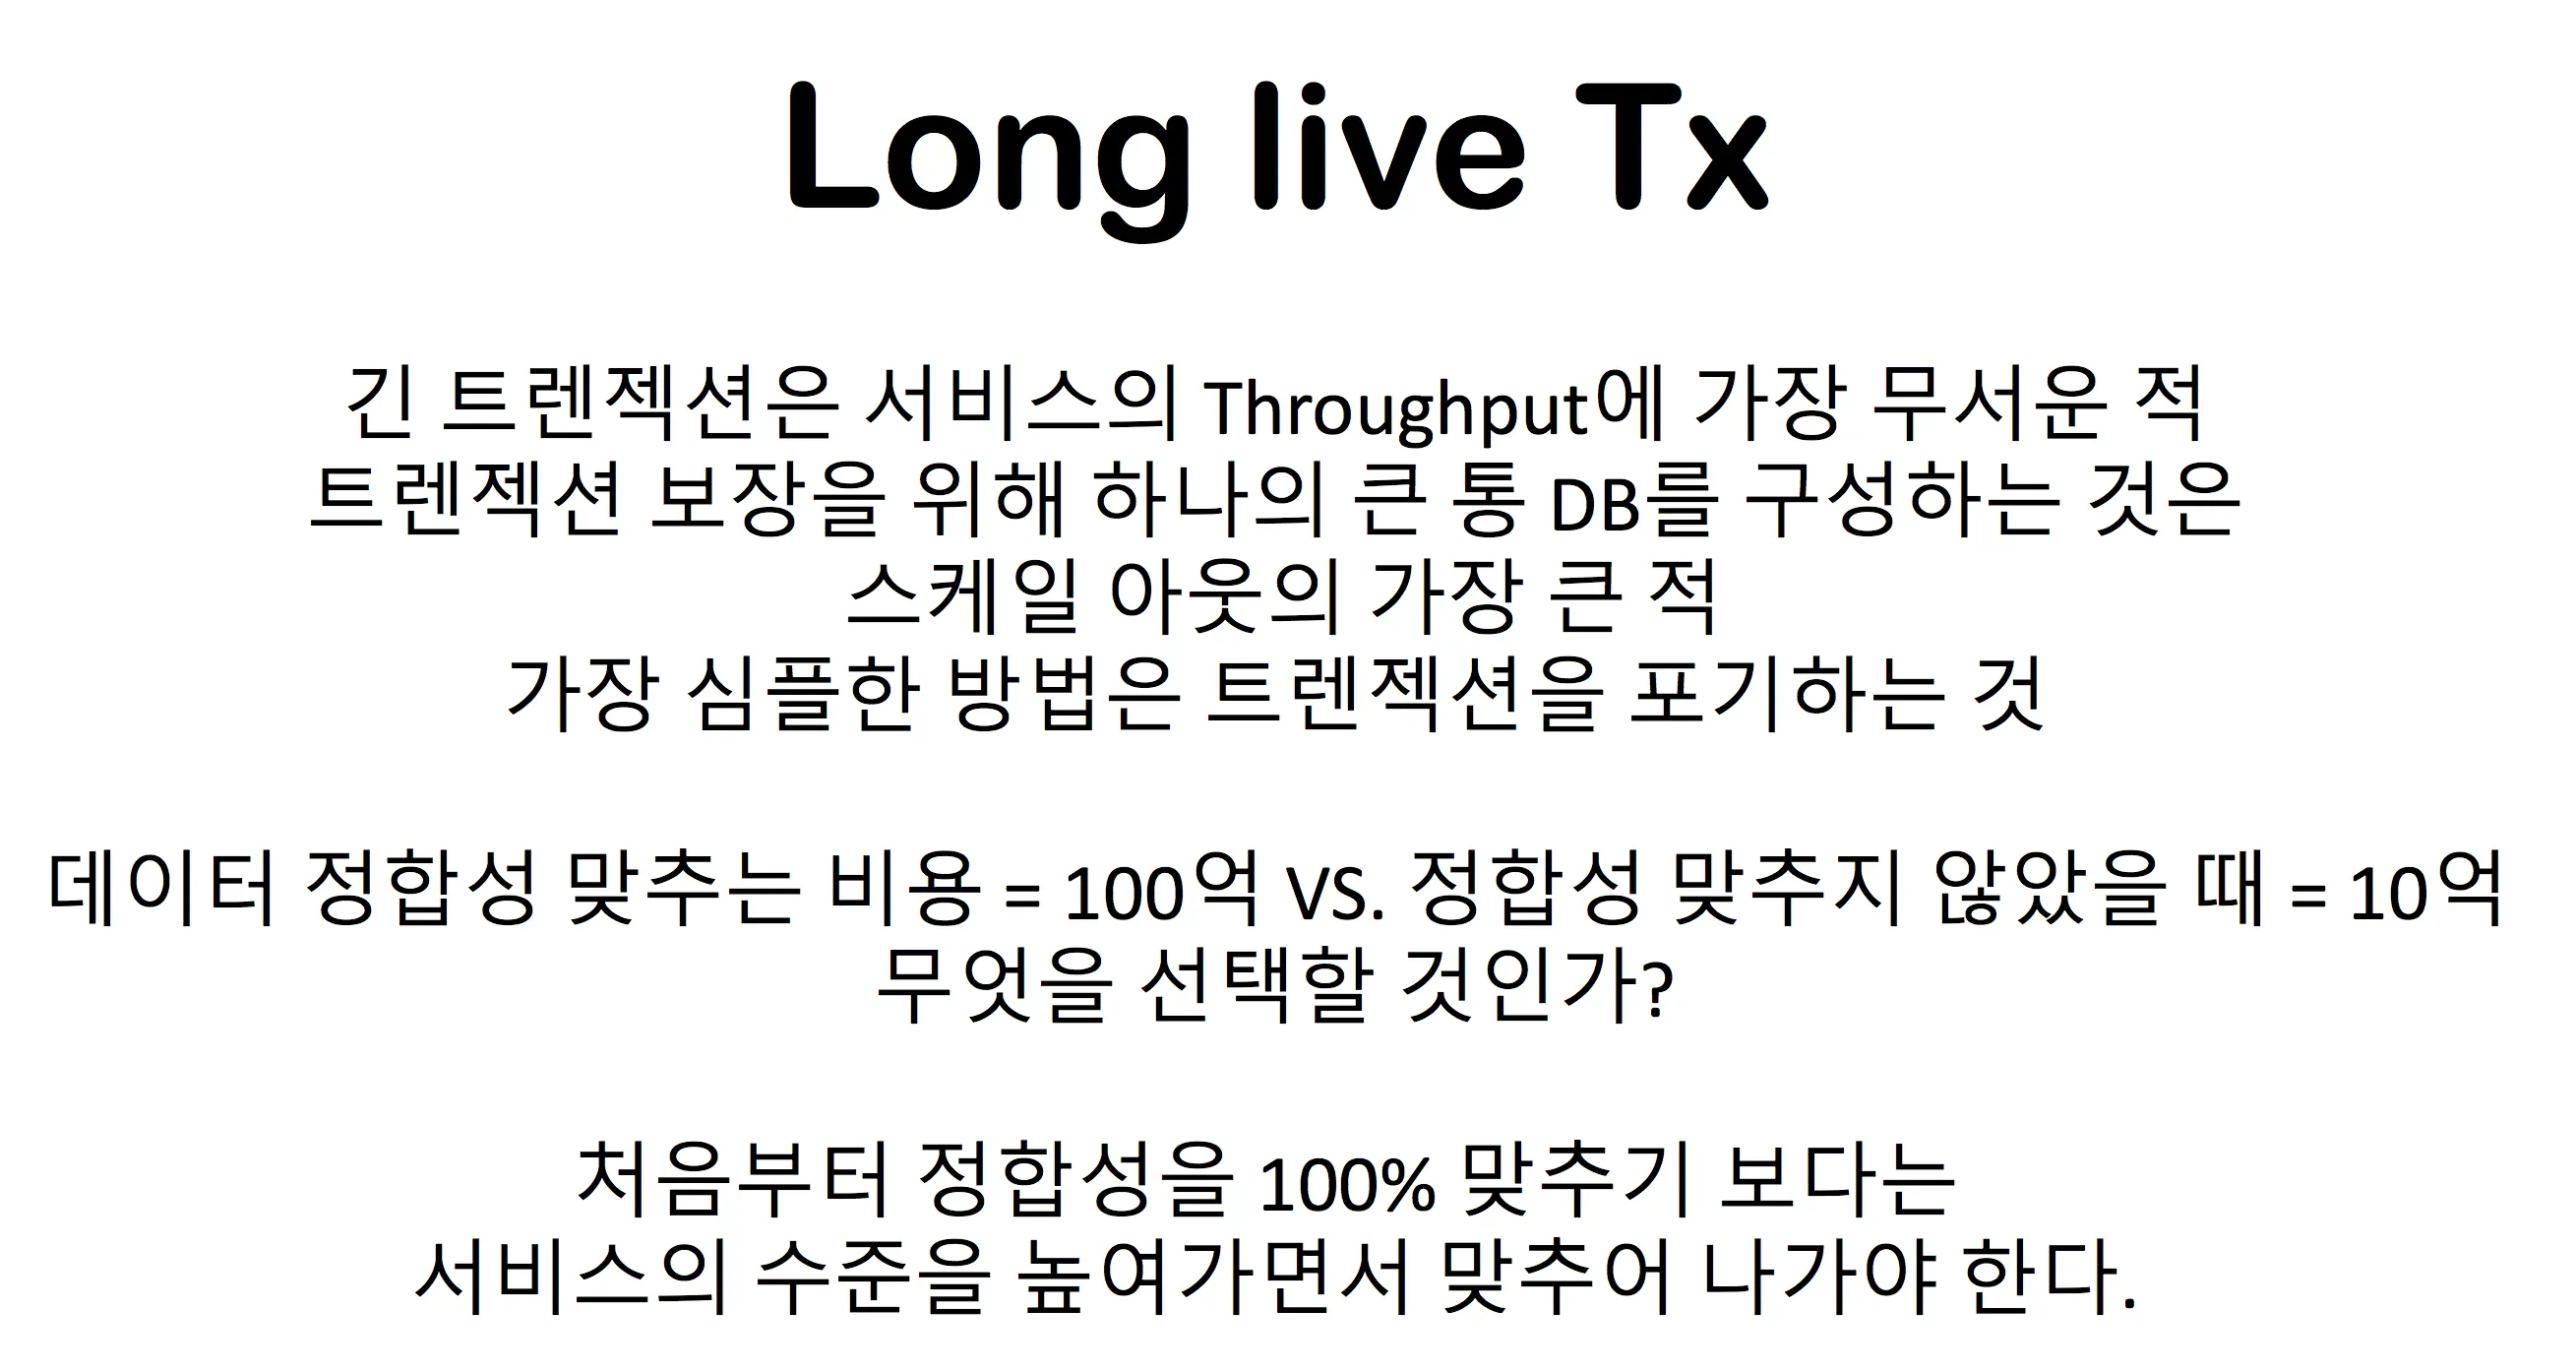 Long live Tx
긴 트렌젝션은 서비스의 Throughput에 가장 무서운 적
트렌젝션 보장을 위해 하나의 큰 통 DB를 구성하는 것은
스케일 아웃의 가장 큰 적
가장 심플한 방법은 트렌젝션을 포기하는 것
데이터 정합성 맞추는 비용 = 100억 VS. 정합성 맞추지 않았을 때 = 10억
무엇을 선택할 것인가?
처음부터 정합성을 100% 맞추기 보다는
서비스의 수준을 높여가면서 맞추어 나가야 한다.